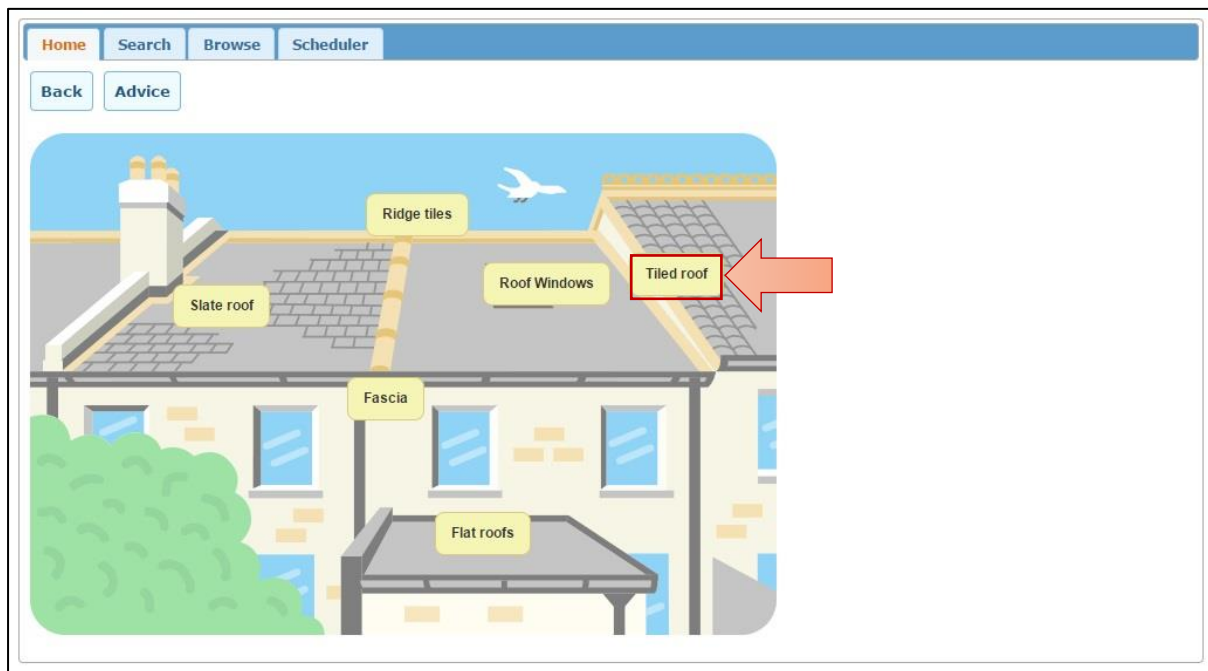 Home Search Browse Scheduler
Back Advice
Ridge tiles
Tiled roof
Roof Windows
Slate roof
Fascia
Flat roofs